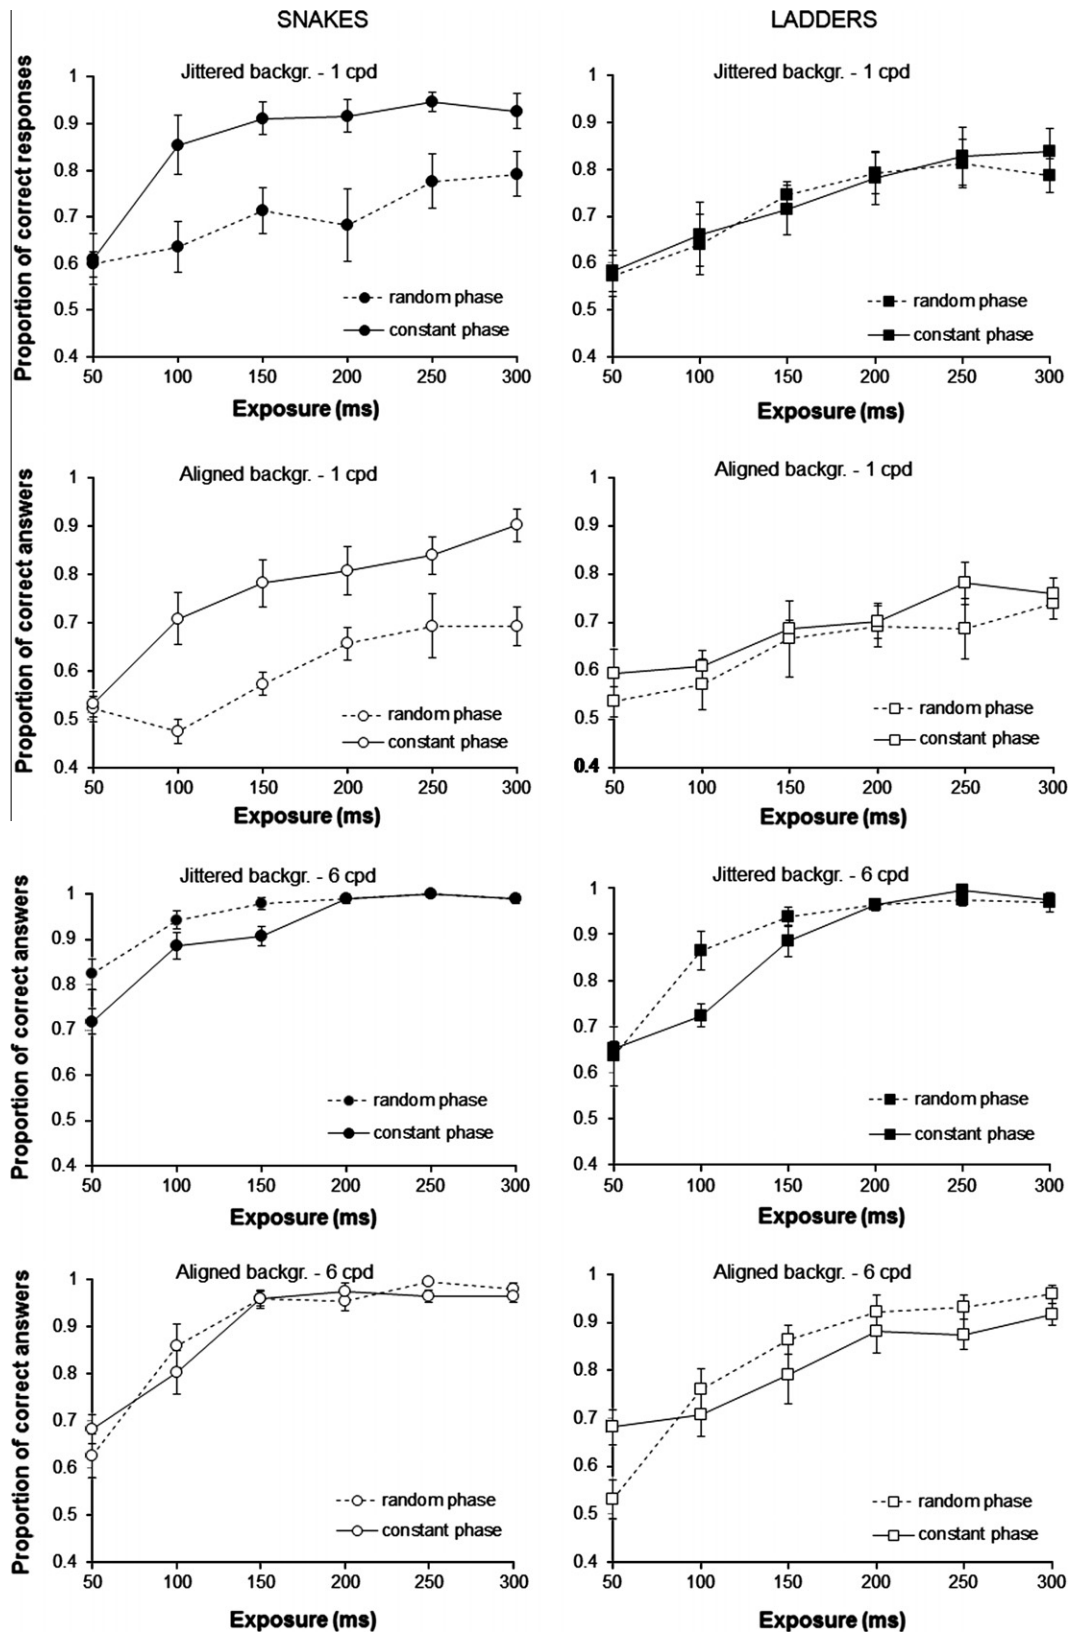 SNAKES
LADDERS
Jittered backgr. - 1 cpd
Proportion of correct responses
1
0.9
0.8
0.7
0.6
0.5
0.4
random phase
constant phase
50 100 150 200 250 300
Exposure (ms)
Jittered backgr. - 1 cpd
1
0.9
0.8
0.7
0.6
0.5
0.4
random phase
constant phase
50 100 150 200 250 300
Exposure (ms)
Aligned backgr. - 1 cpd
Proportion of correct answers
1
0.9
0.8
0.7
0.6
0.5
0.4
random phase
constant phase
50 100 150 200 250 300
Exposure (ms)
Aligned backgr. - 1 cpd
1
0.9
0.8
0.7
0.6
0.5
0.4
random phase
constant phase
50 100 150 200 250 300
Exposure (ms)
Jittered backgr. - 6 cpd
Proportion of correct answers
1
0.9
0.8
0.7
0.6
0.5
0.4
random phase
constant phase
50 100 150 200 250 300
Exposure (ms)
Jittered backgr. - 6 cpd
1
0.9
0.8
0.7
0.6
0.5
0.4
random phase
constant phase
50 100 150 200 250 300
Exposure (ms)
Aligned backgr. - 6 cpd
Proportion of correct answers
1
0.9
0.8
0.7
0.6
0.5
0.4
random phase
constant phase
50 100 150 200 250 300
Exposure (ms)
Aligned backgr. - 6 cpd
1
0.9
0.8
0.7
0.6
0.5
0.4
random phase
constant phase
50 100 150 200 250 300
Exposure (ms)